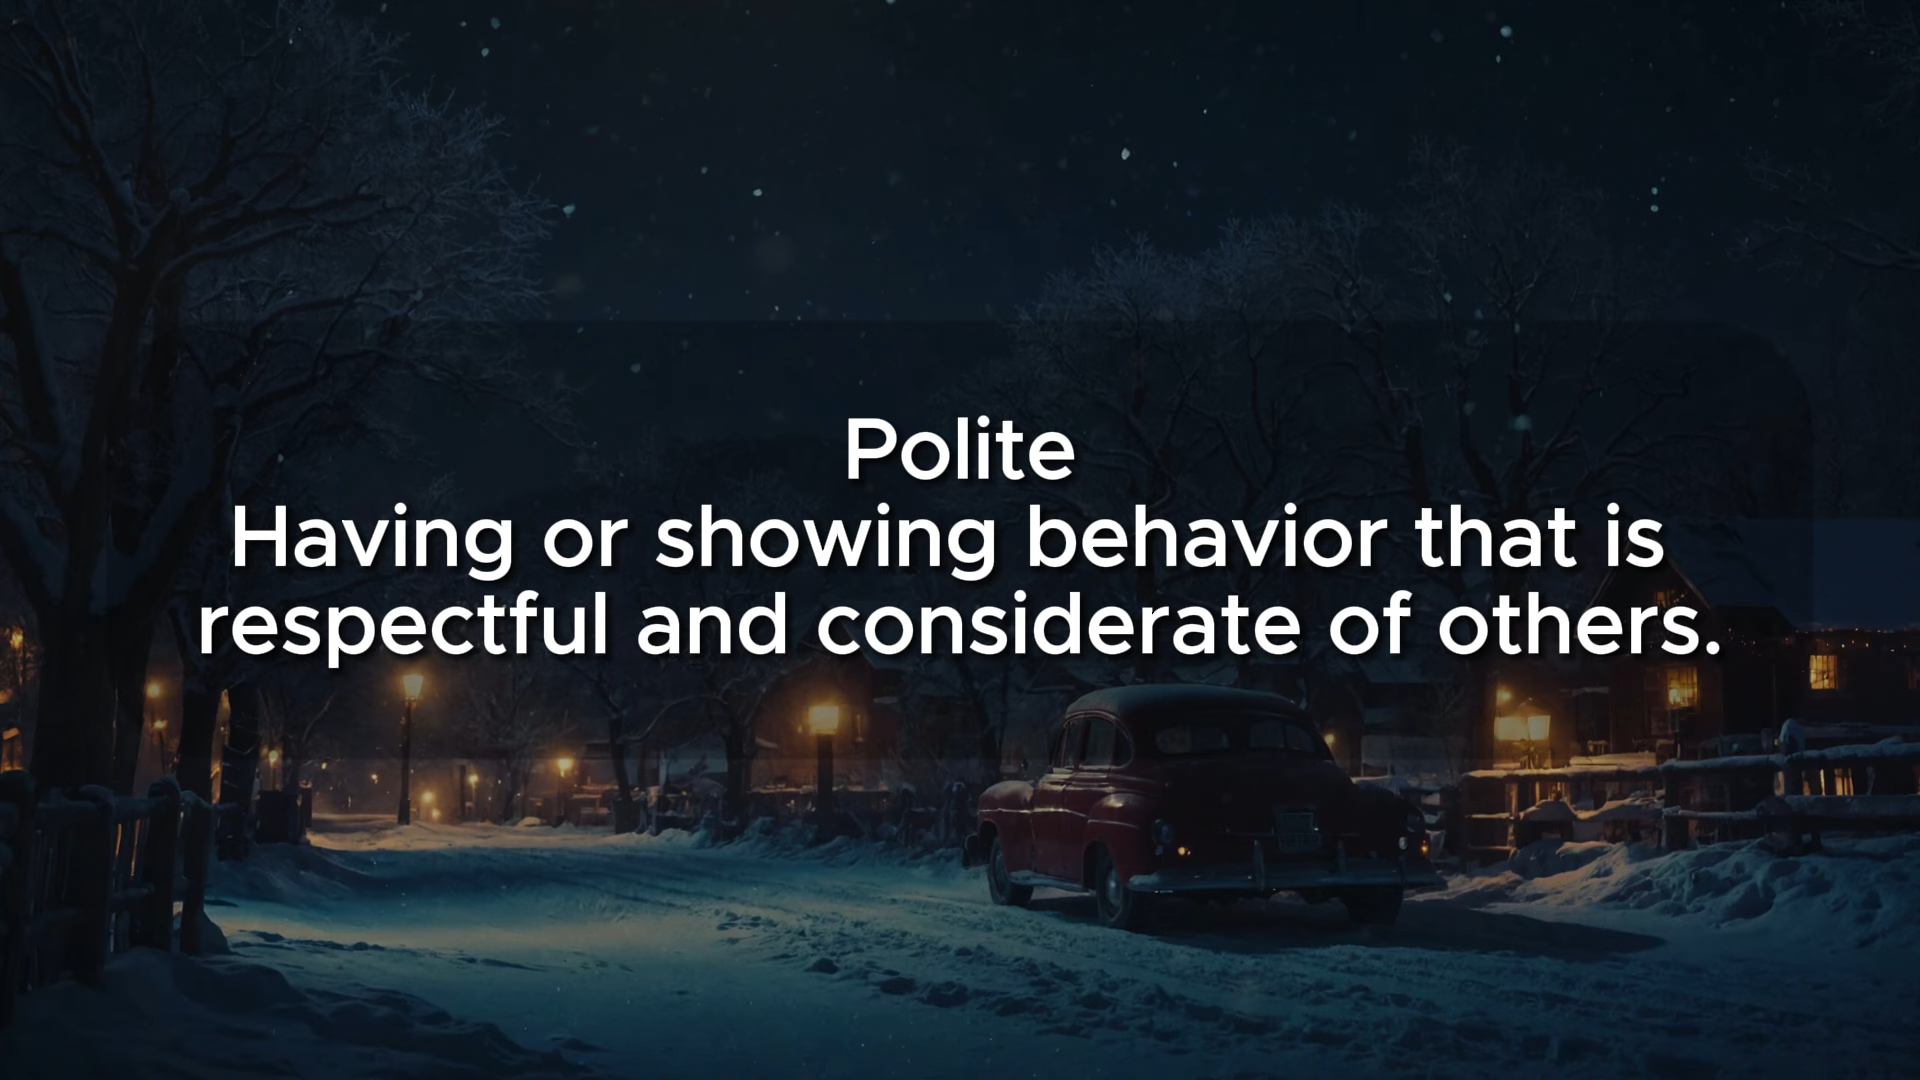 Polite
Having or showing behavior that is
respectful and considerate of others.